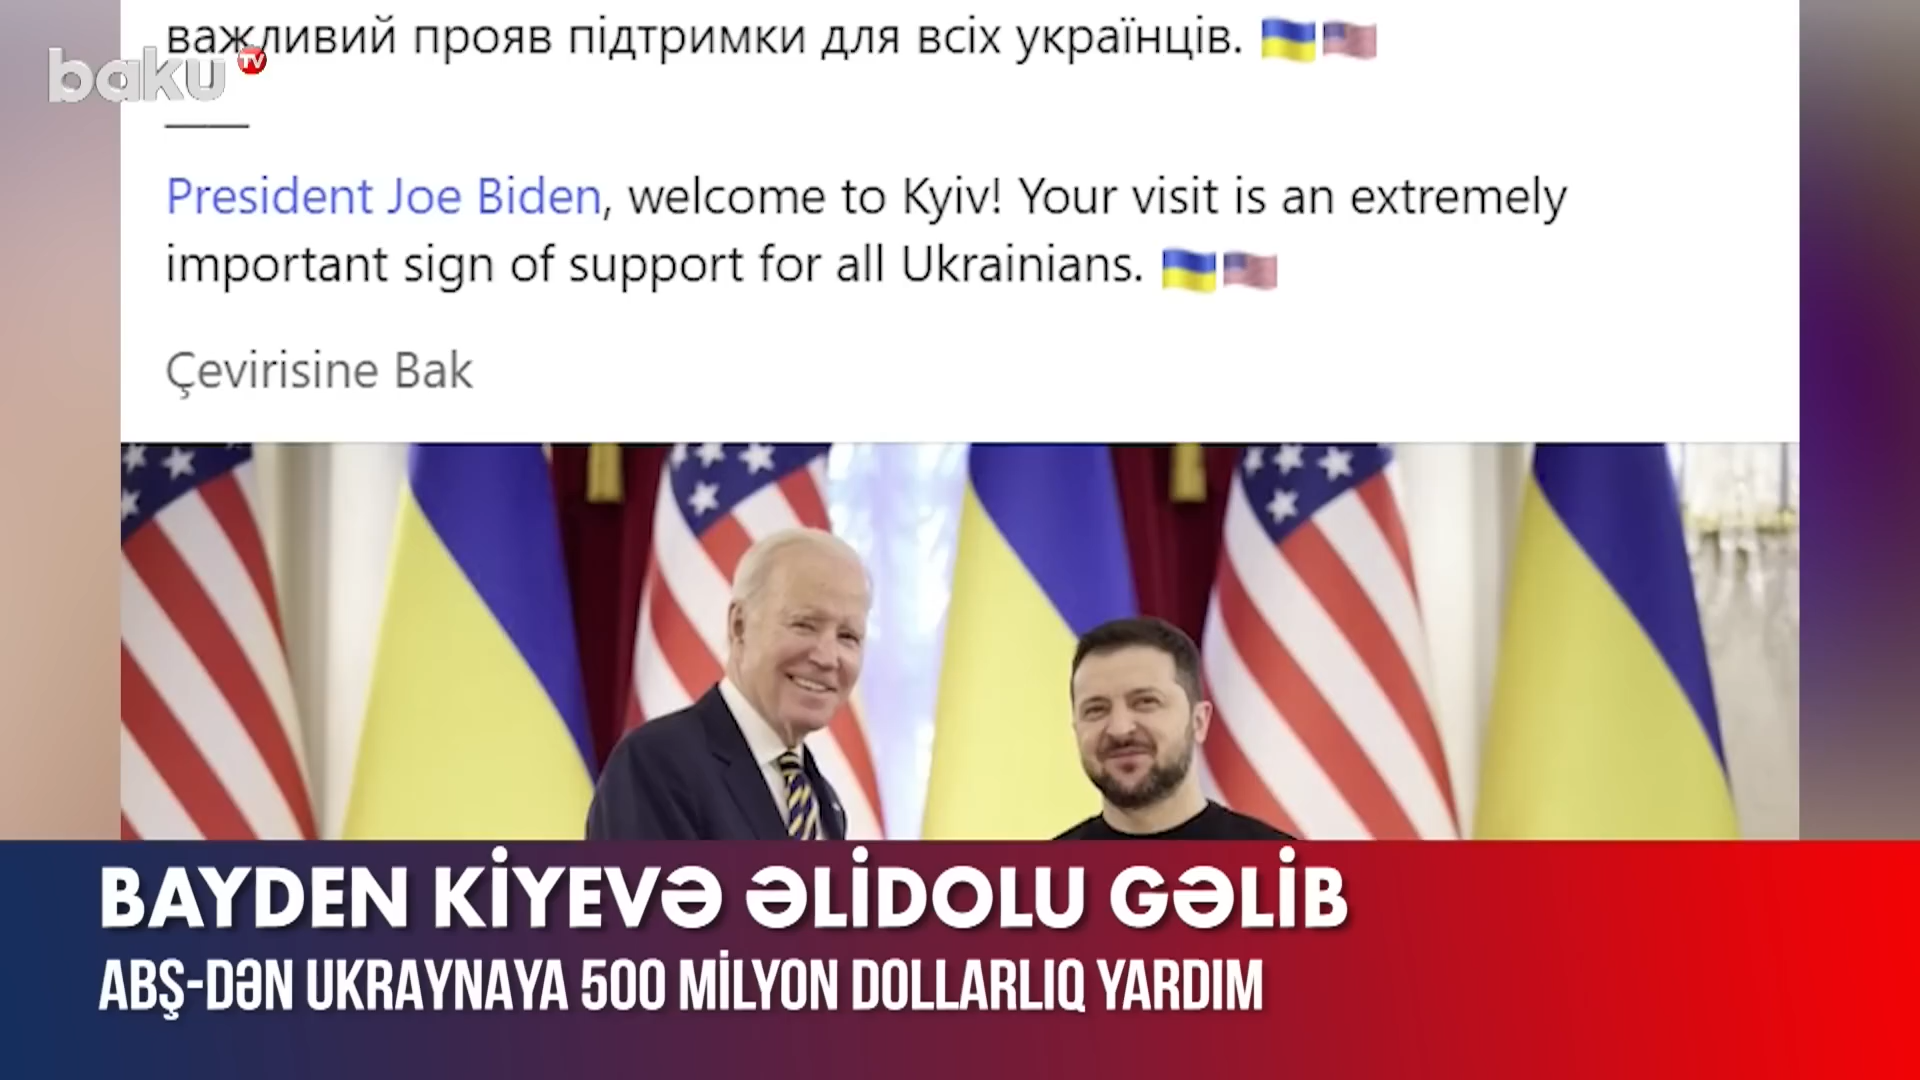 важливий прояв підтримки для всіх українців. 🇺🇦🇺🇸
baku TV
President Joe Biden, welcome to Kyiv! Your visit is an extremely
important sign of support for all Ukrainians. 🇺🇦🇺🇸
Çevirisine Bak
BAYDEN KİYEVƏ ƏLİDOLU GƏLİB
ABŞ-DƏN UKRAYNAYA 500 MİLYON DOLLARLIQ YARDIM